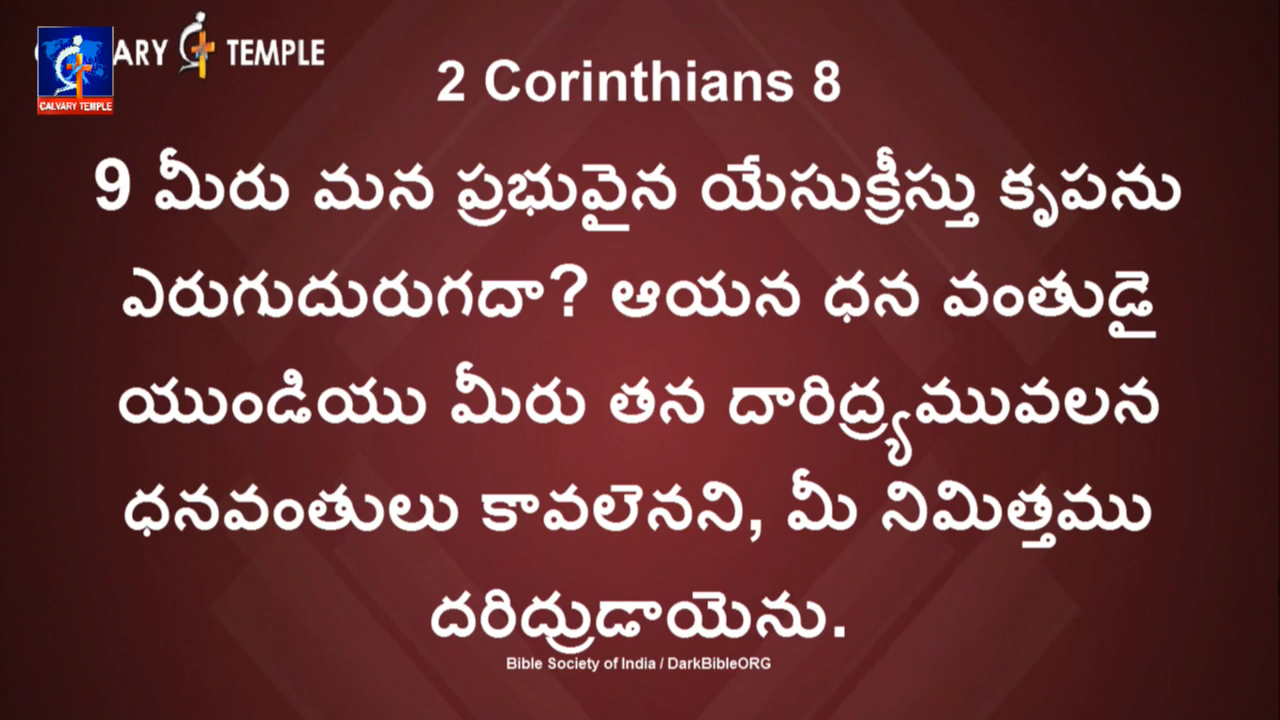 ARY TEMPLE
CALVARY TEMPLE
2 Corinthians 8
9 మీరు మన ప్రభువైన యేసుక్రీస్తు కృపను
ఎరుగుదురుగదా? ఆయన ధన వంతుడై
యుండియు మీరు తన దారిద్ర్యమువలన
ధనవంతులు కావలెనని, మీ నిమిత్తము
దరిద్రుడాయెను.
Bible Society of India / DarkBibleORG